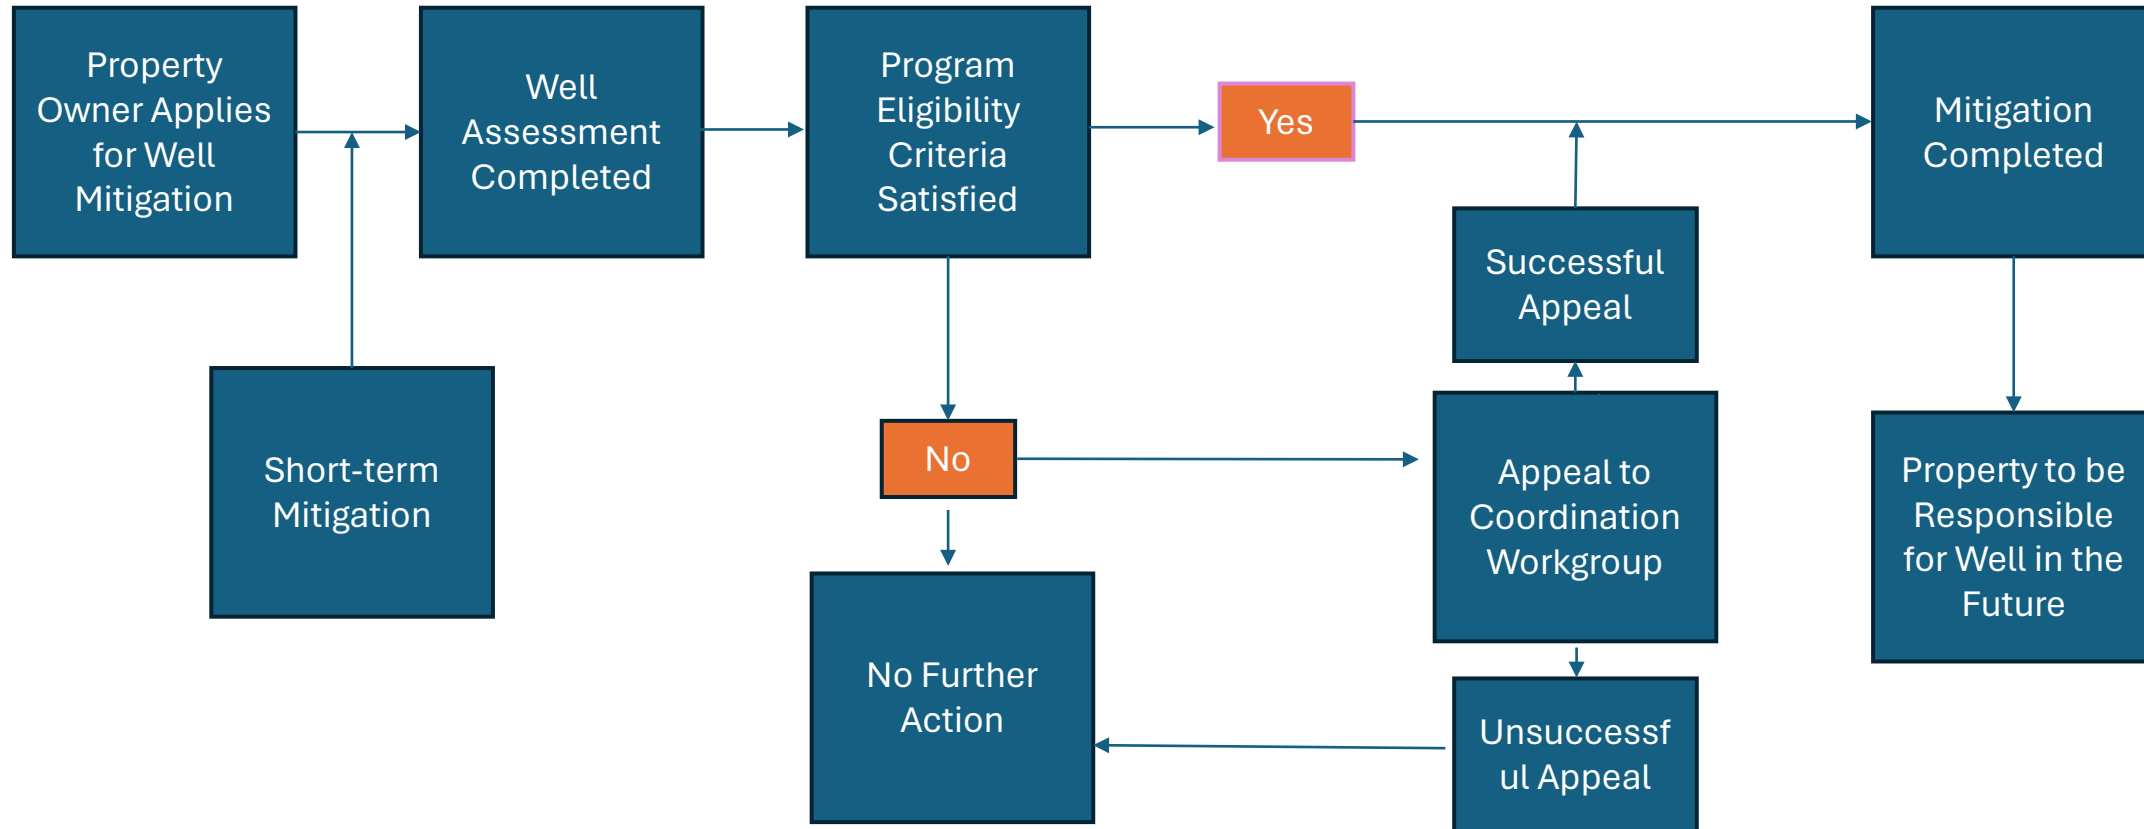 Property
Owner Applies
for Well
Mitigation
Well
Assessment
Completed
Program
Eligibility
Criteria
Satisfied
Yes
Mitigation
Completed
Successful
Appeal
Short-term
Mitigation
No
Appeal to
Coordination
Workgroup
Property to be
Responsible
for Well in the
Future
No Further
Action
Unsuccessf
ul Appeal